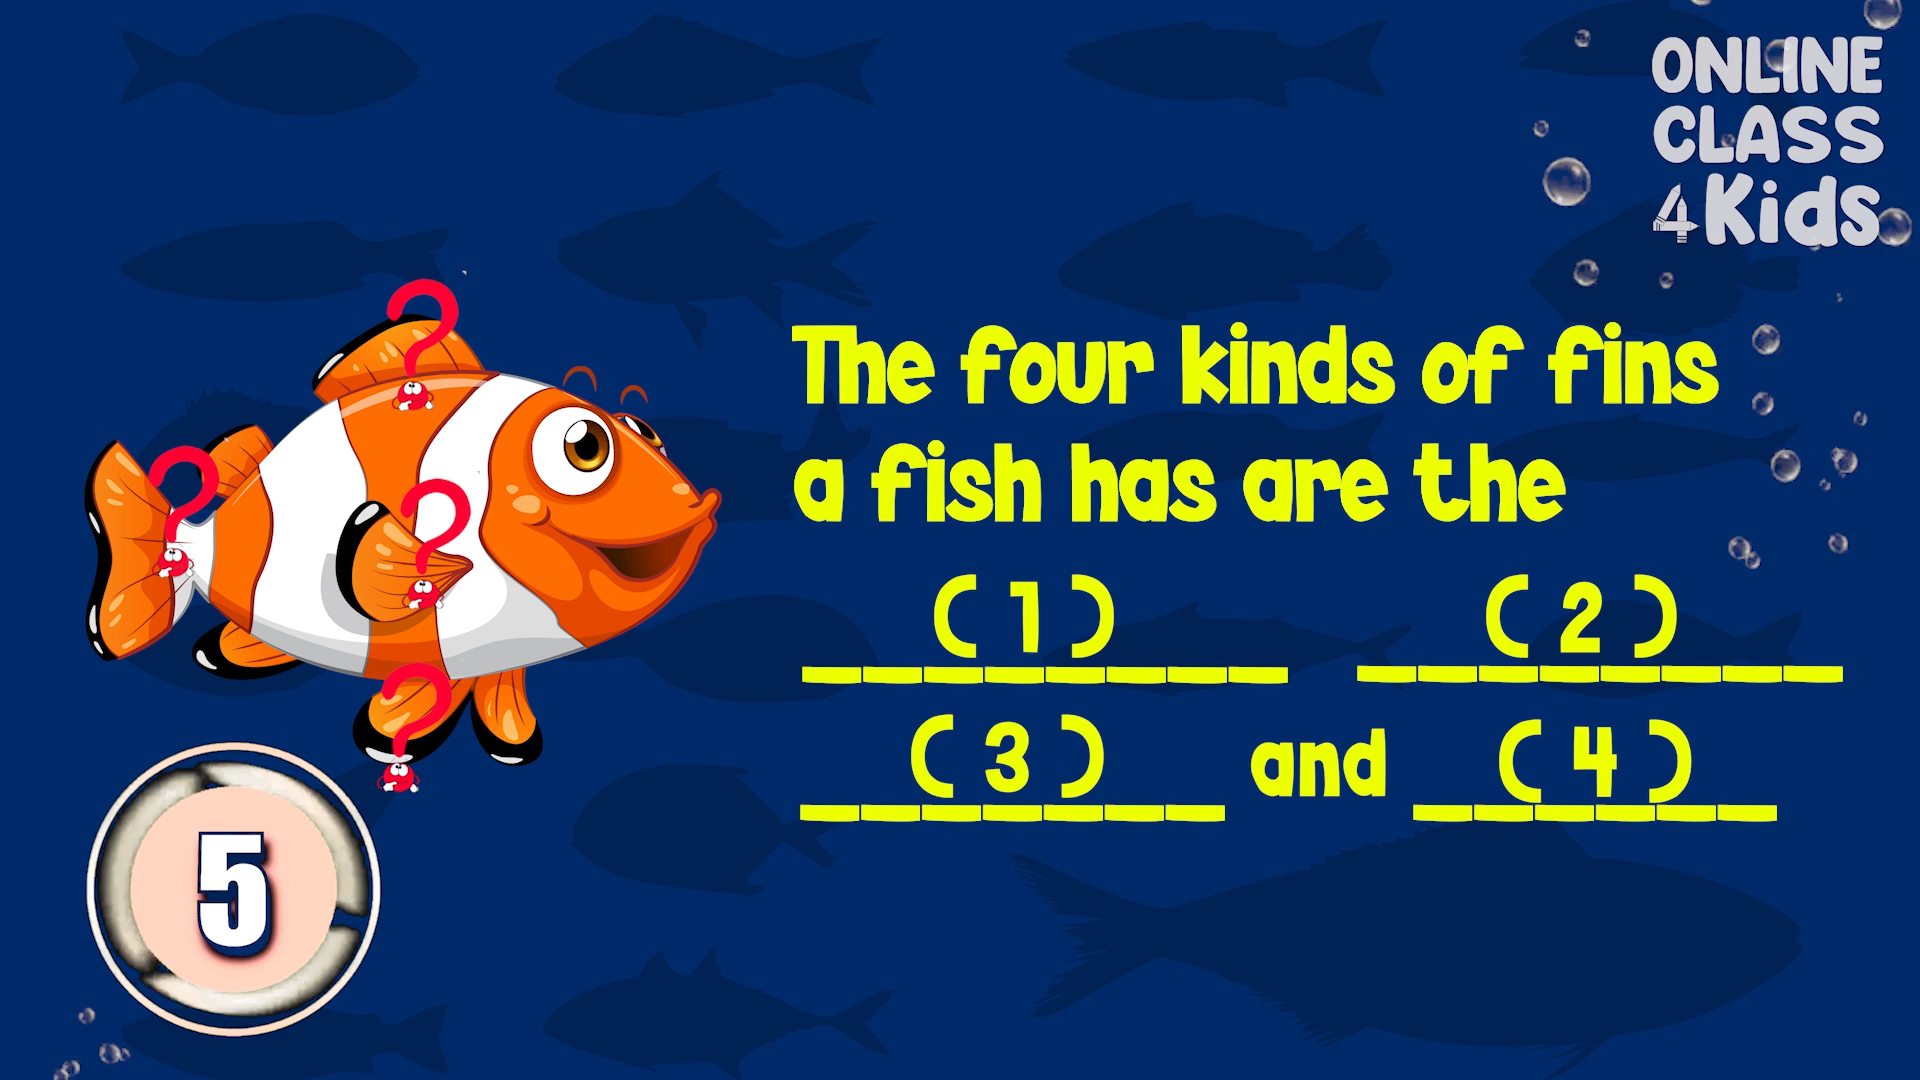 ONLINE
CLASS
4Kids
The four kinds of fins
a fish has are the
(1) (2)
(3) and (4)
5